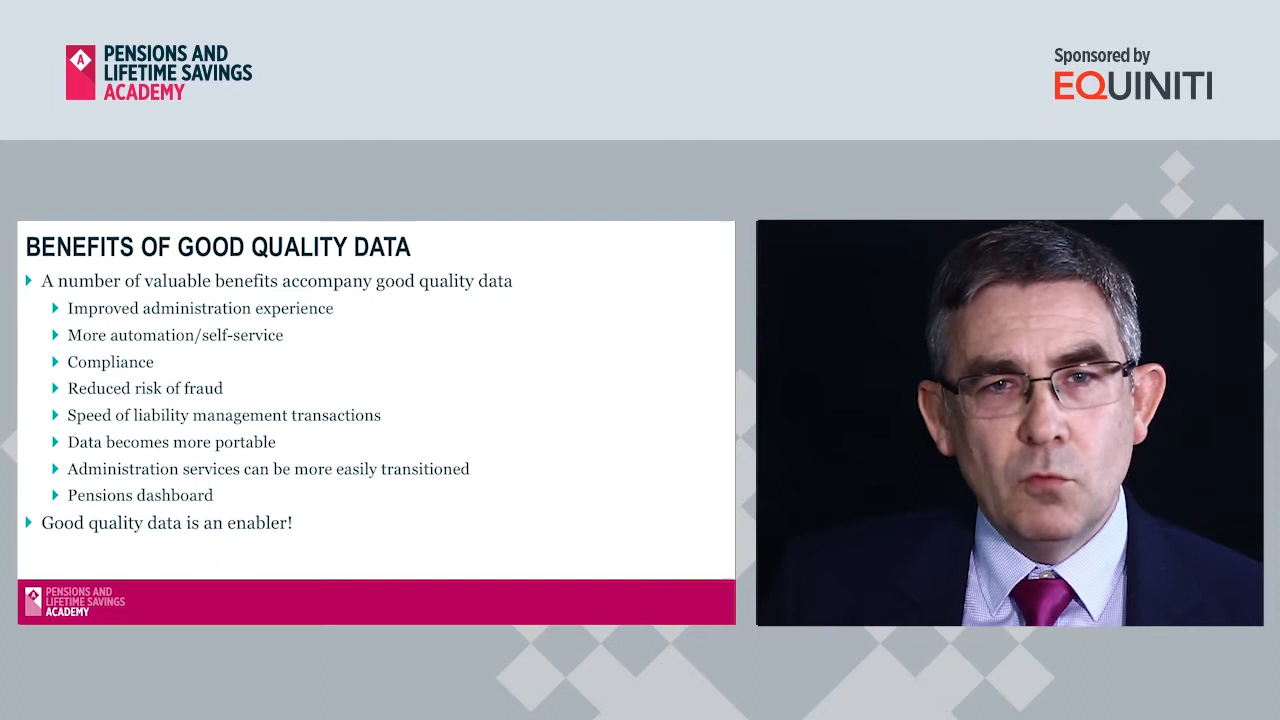 A
PENSIONS AND
LIFETIME SAVINGS
ACADEMY
Sponsored by
EQUINITI
BENEFITS OF GOOD QUALITY DATA
A number of valuable benefits accompany good quality data
Improved administration experience
More automation/self-service
Compliance
Reduced risk of fraud
Speed of liability management transactions
Data becomes more portable
Administration services can be more easily transitioned
Pensions dashboard
Good quality data is an enabler!
A
PENSIONS AND
LIFETIME SAVINGS
ACADEMY